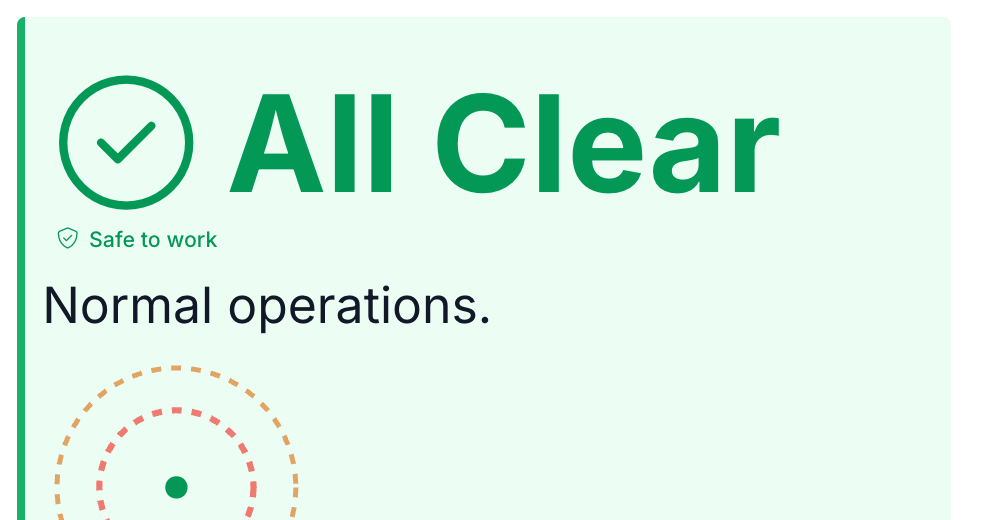 All Clear
Safe to work
Normal operations.